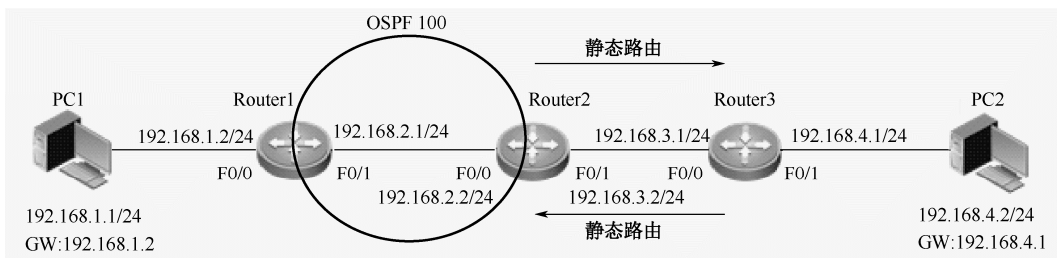 OSPF 100
静态路由
PC1
Router1
Router2
Router3
PC2
192.168.1.2/24
192.168.2.1/24
192.168.3.1/24
192.168.4.1/24
F0/0
F0/1
F0/0
F0/1
F0/0
F0/1
192.168.2.2/24
192.168.3.2/24
192.168.1.1/24
GW:192.168.1.2
静态路由
192.168.4.2/24
GW:192.168.4.1